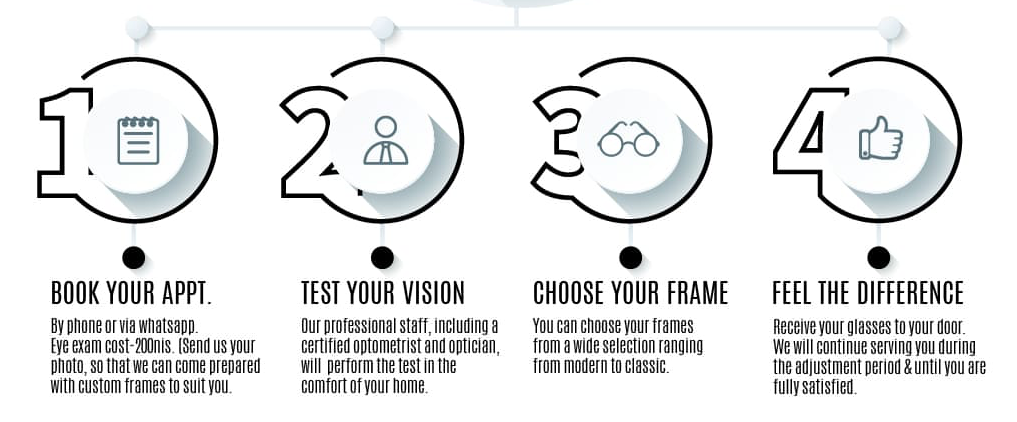 1
BOOK YOUR APPT.
By phone or via whatsapp.
Eye exam cost-200nis. (Send us your
photo, so that we can come prepared
with custom frames to suit you.
2
TEST YOUR VISION
Our professional staff, including a
certified optometrist and optician,
will perform the test in the
comfort of your home.
3
CHOOSE YOUR FRAME
You can choose your frames
from a wide selection ranging
from modern to classic.
4
FEEL THE DIFFERENCE
Receive your glasses to your door.
We will continue serving you during
the adjustment period & until you are
fully satisfied.